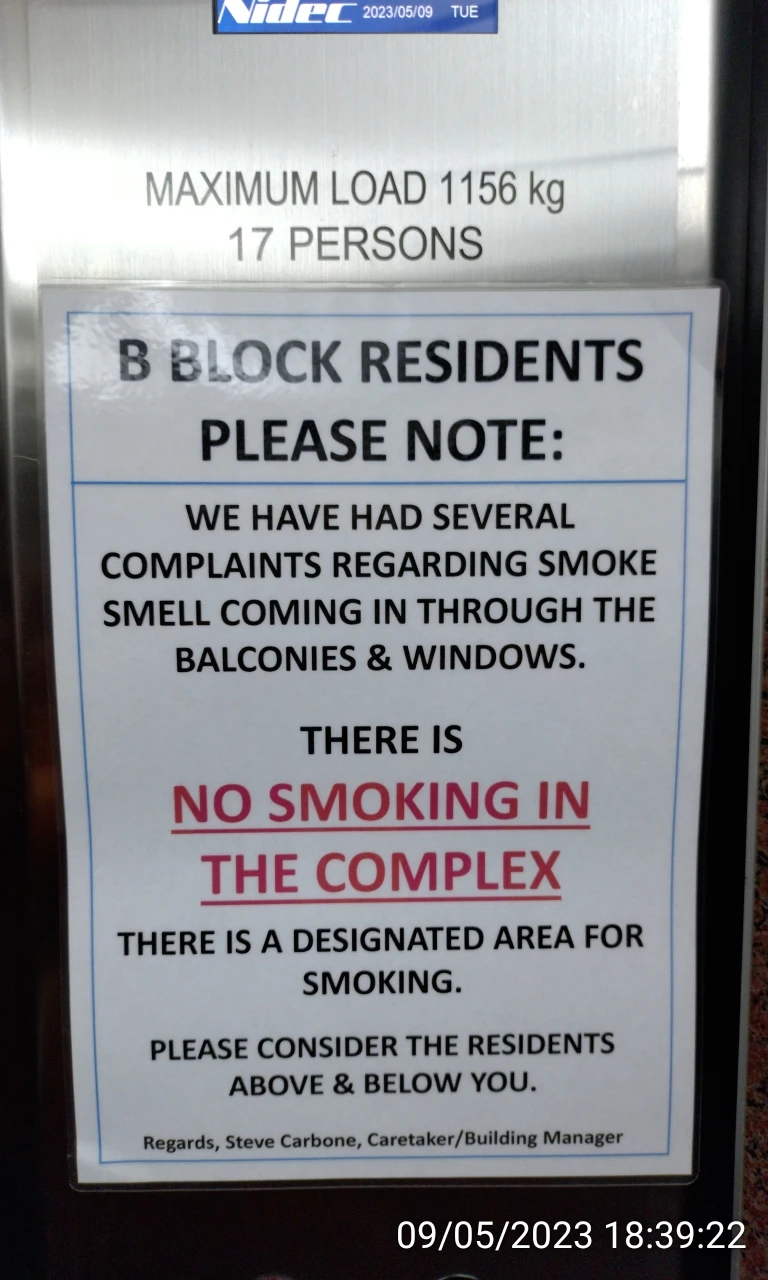 Nidec 2023/05/09 TUE
MAXIMUM LOAD 1156 kg
17 PERSONS
B BLOCK RESIDENTS
PLEASE NOTE:
WE HAVE HAD SEVERAL
COMPLAINTS REGARDING SMOKE
SMELL COMING IN THROUGH THE
BALCONIES & WINDOWS.
THERE IS
NO SMOKING IN
THE COMPLEX
THERE IS A DESIGNATED AREA FOR
SMOKING.
PLEASE CONSIDER THE RESIDENTS
ABOVE & BELOW YOU.
Regards, Steve Carbone, Caretaker/Building Manager
09/05/2023 18:39:22